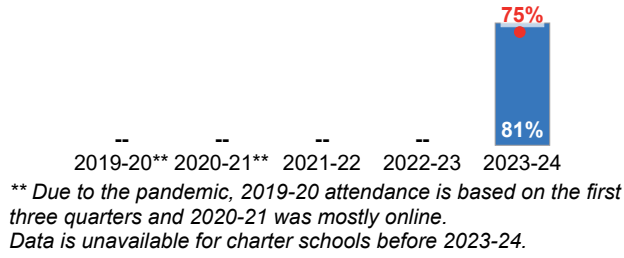 75%
81%
-- -- -- --
2019-20** 2020-21** 2021-22 2022-23 2023-24
** Due to the pandemic, 2019-20 attendance is based on the first
three quarters and 2020-21 was mostly online.
Data is unavailable for charter schools before 2023-24.